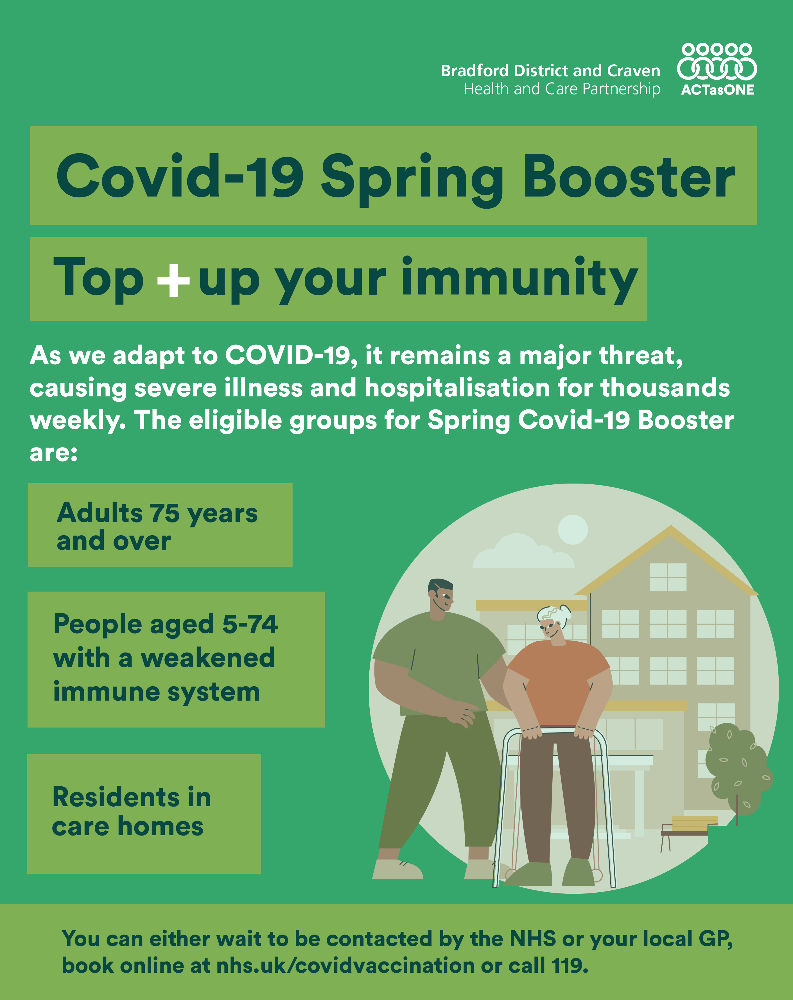 Bradford District and Craven
Health and Care Partnership
ACTasONE
Covid-19 Spring Booster
Top + up your immunity
As we adapt to COVID-19, it remains a major threat,
causing severe illness and hospitalisation for thousands
weekly. The eligible groups for Spring Covid-19 Booster
are:
Adults 75 years
and over
People aged 5-74
with a weakened
immune system
Residents in
care homes
You can either wait to be contacted by the NHS or your local GP,
book online at nhs.uk/covidvaccination or call 119.